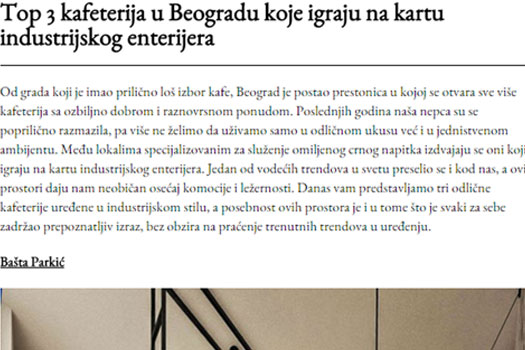 Top 3 kafeterija u Beogradu koje igraju na kartu
industrijskog enterijera
Od grada koji je imao prilično loš izbor kafe, Beograd je postao prestonica u kojoj se otvara sve više
kafeterija sa ozbiljno dobrom i raznovrsnom ponudom. Poslednjih godina naša nepca su se
poprilično razmazila, pa više ne želimo da uživamo samo u odličnom ukusu već i u jednistvenom
ambijentu. Među lokalima specijalizovanim za služenje omiljenog crnog napitka izdvajaju se oni koji
igraju na kartu industrijskog enterijera. Jedan od vodećih trendova u svetu preselio se i kod nas, a ovi
prostori daju nam neobičan osećaj komocije i ležernosti. Danas vam predstavljamo tri odlične
kafeterije uređene u industrijskom stilu, a posebnost ovih prostora je i u tome što je svaki za sebe
zadržao prepoznatljiv izraz, bez obzira na praćenje trenutnih trendova u uređenju.
Bašta Parkić